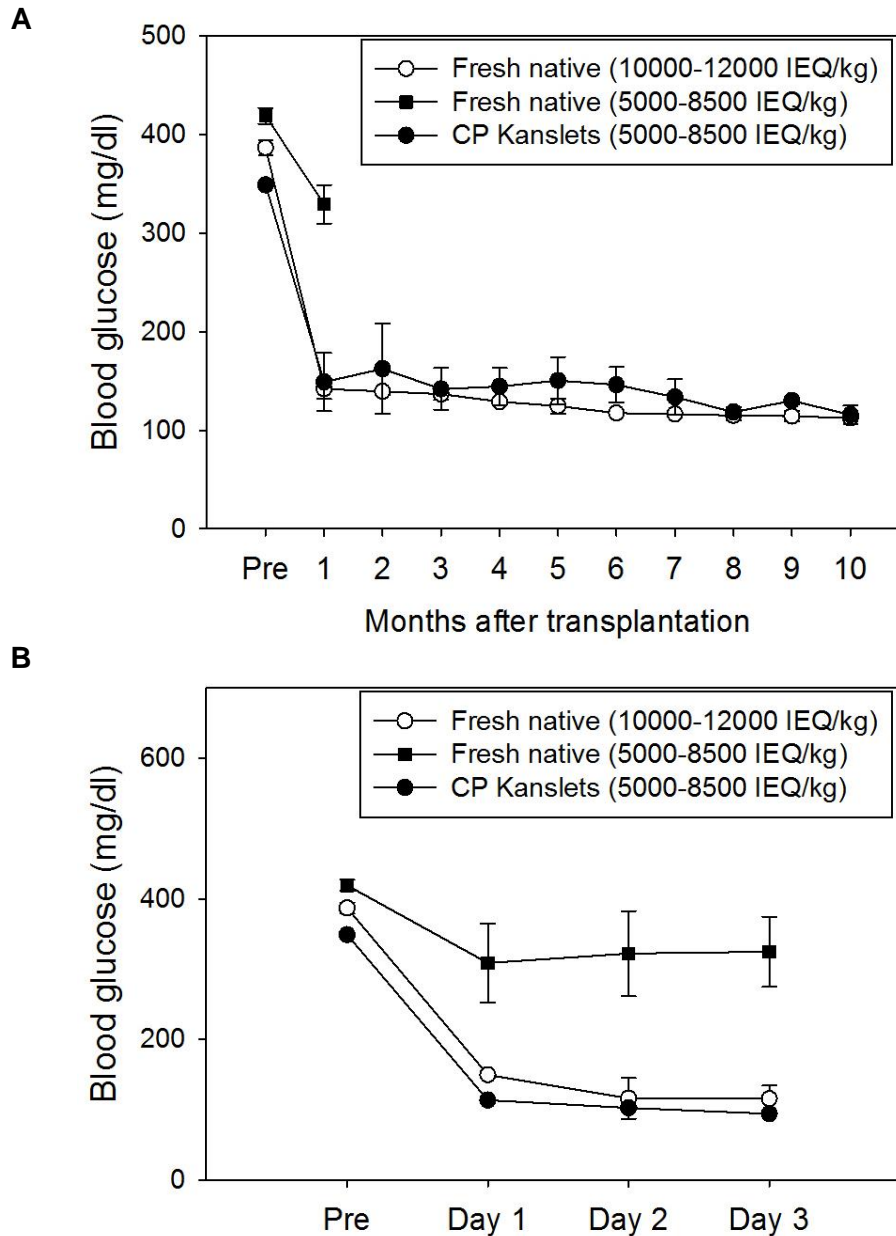 A
500
400
300
200
100
0
Blood glucose (mg/dl)
Fresh native (10000-12000 IEQ/kg)
Fresh native (5000-8500 IEQ/kg)
CP Kanslets (5000-8500 IEQ/kg)
Pre 1 2 3 4 5 6 7 8 9 10
Months after transplantation
B
600
400
200
0
Blood glucose (mg/dl)
Fresh native (10000-12000 IEQ/kg)
Fresh native (5000-8500 IEQ/kg)
CP Kanslets (5000-8500 IEQ/kg)
Pre Day 1 Day 2 Day 3